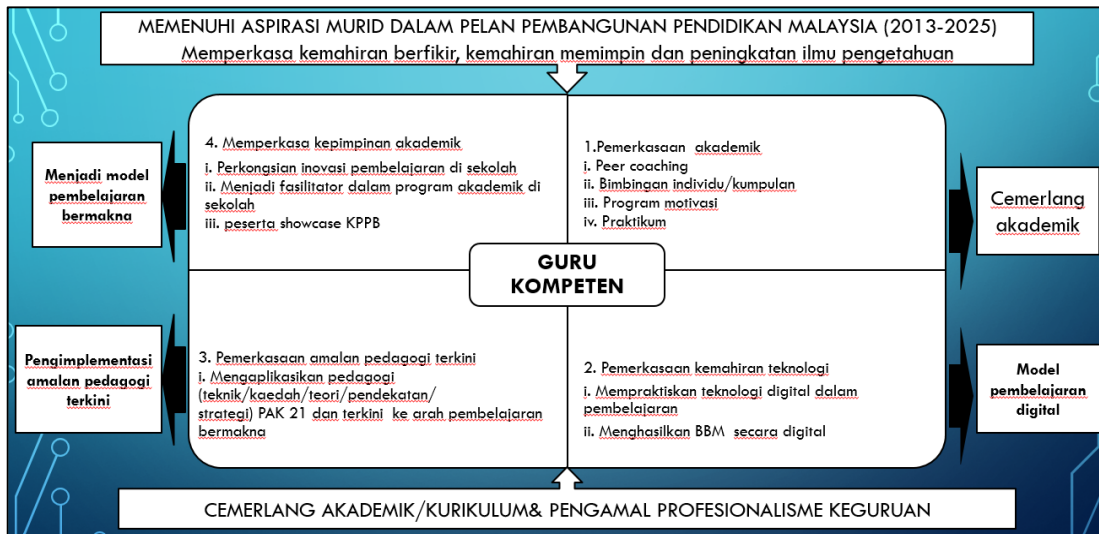 MEMENUHI ASPIRASI MURID DALAM PELAN PEMBANGUNAN PENDIDIKAN MALAYSIA (2013-2025)
Memperkasa kemahiran berfikir, kemahiran memimpin dan peningkatan ilmu pengetahuan
Menjadi model
pembelajaran
bermakna
4. Memperkasa kepimpinan akademik
i. Perkongsian inovasi pembelajaran di sekolah
ii. Menjadi fasilitator dalam program akademik di
sekolah
iii. peserta showcase KPPB
1.Pemerkasaan akademik
i. Peer coaching
ii. Bimbingan individu/kumpulan
iii. Program motivasi
iv. Praktikum
Cemerlang
akademik
GURU
KOMPETEN
Pengimplementasi
amalan pedagogi
terkini
3. Pemerkasaan amalan pedagogi terkini
i. Mengaplikasikan pedagogi
(teknik/kaedah/teori/pendekatan/
strategi) PAK 21 dan terkini ke arah pembelajaran
bermakna
2. Pemerkasaan kemahiran teknologi
i. Mempraktiskan teknologi digital dalam
pembelajaran
ii. Menghasilkan BBM secara digital
Model
pembelajaran
digital
CEMERLANG AKADEMIK/KURIKULUM& PENGAMAL PROFESIONALISME KEGURUAN